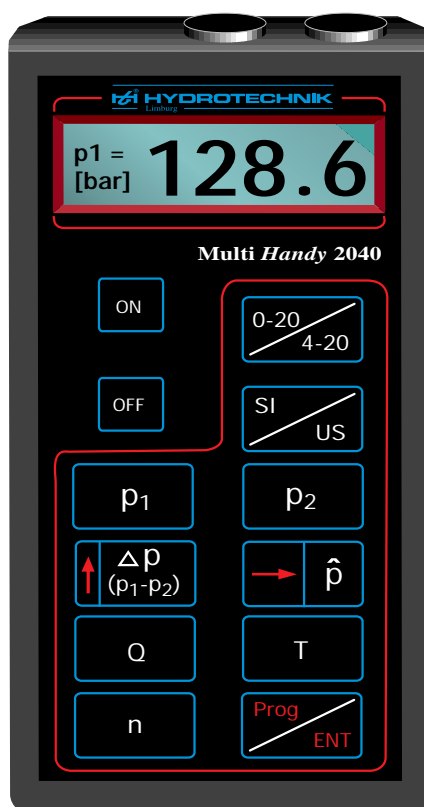 HYDROTECHNIK
Limburg
p1 = 128.6
[bar]
Multi Handy 2040
ON
0-20
4-20
OFF
SI
US
p1
p2
Δp
(p1-p2)
p̂
Q
T
n
Prog
ENT